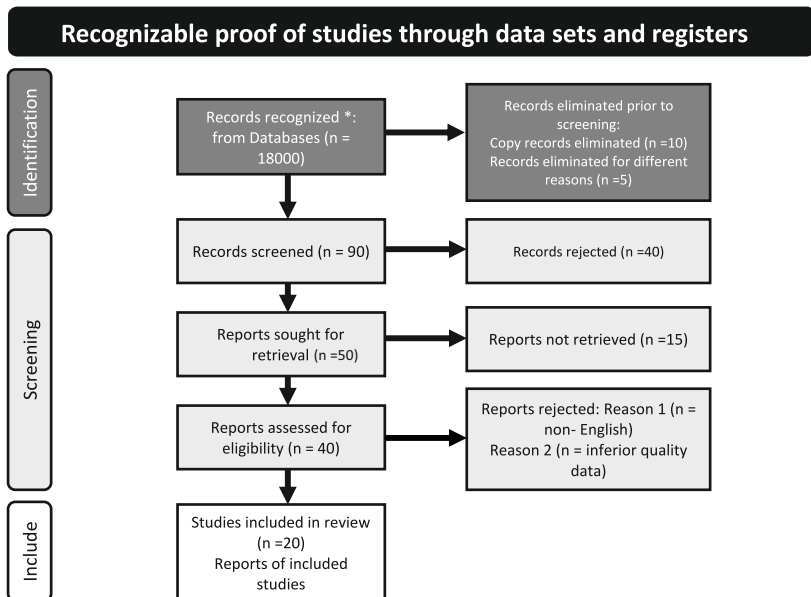 Recognizable proof of studies through data sets and registers
Identification
Records recognized *:
from Databases (n =
18000)
Records eliminated prior to
screening:
Copy records eliminated (n =10)
Records eliminated for different
reasons (n =5)
Screening
Records screened (n = 90)
Records rejected (n =40)
Reports sought for
retrieval (n =50)
Reports not retrieved (n =15)
Reports assessed for
eligibility (n = 40)
Reports rejected: Reason 1 (n =
non- English)
Reason 2 (n = inferior quality
data)
Include
Studies included in review
(n =20)
Reports of included
studies